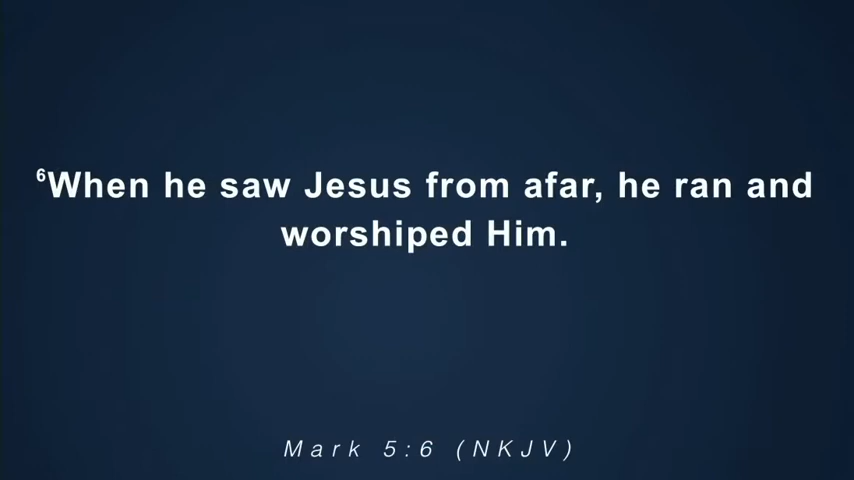 ⁶When he saw Jesus from afar, he ran and
worshiped Him.
Mark 5:6 (NKJV)